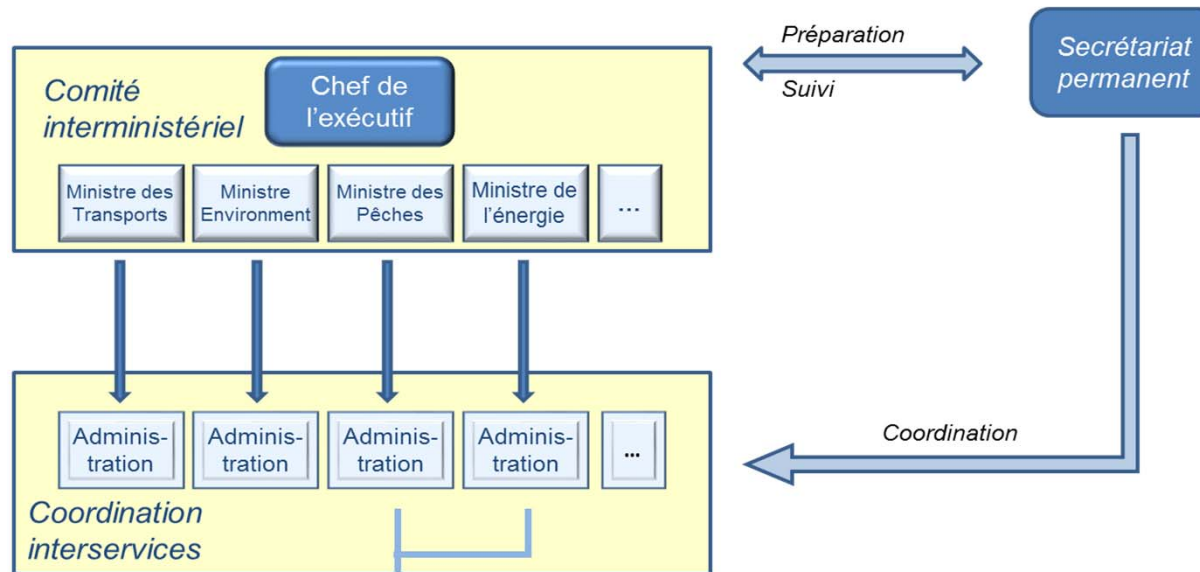 Préparation
Suivi
Secrétariat
permanent
Comité
interministériel
Chef de
l'exécutif
Ministre des
Transports
Ministre
Environment
Ministre des
Pêches
Ministre de
l'énergie
...
Adminis-
tration
Adminis-
tration
Adminis-
tration
Adminis-
tration
...
Coordination
Coordination
interservices